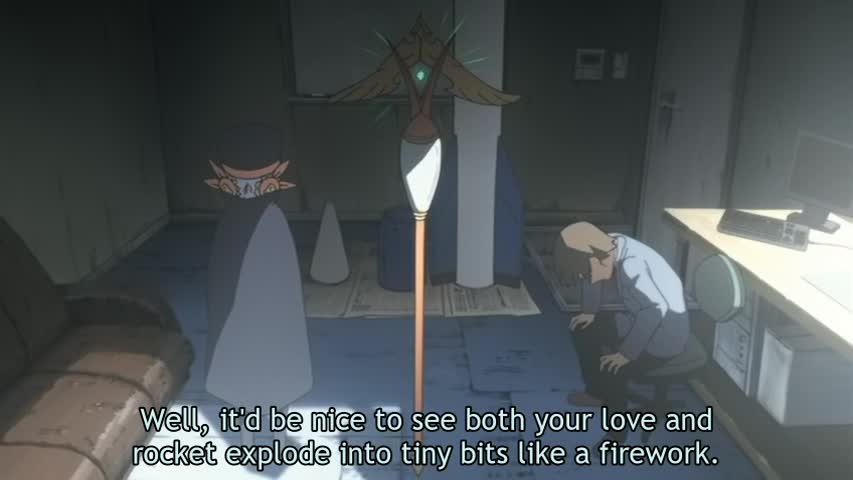 Well, it'd be nice to see both your love and
rocket explode into tiny bits like a firework.